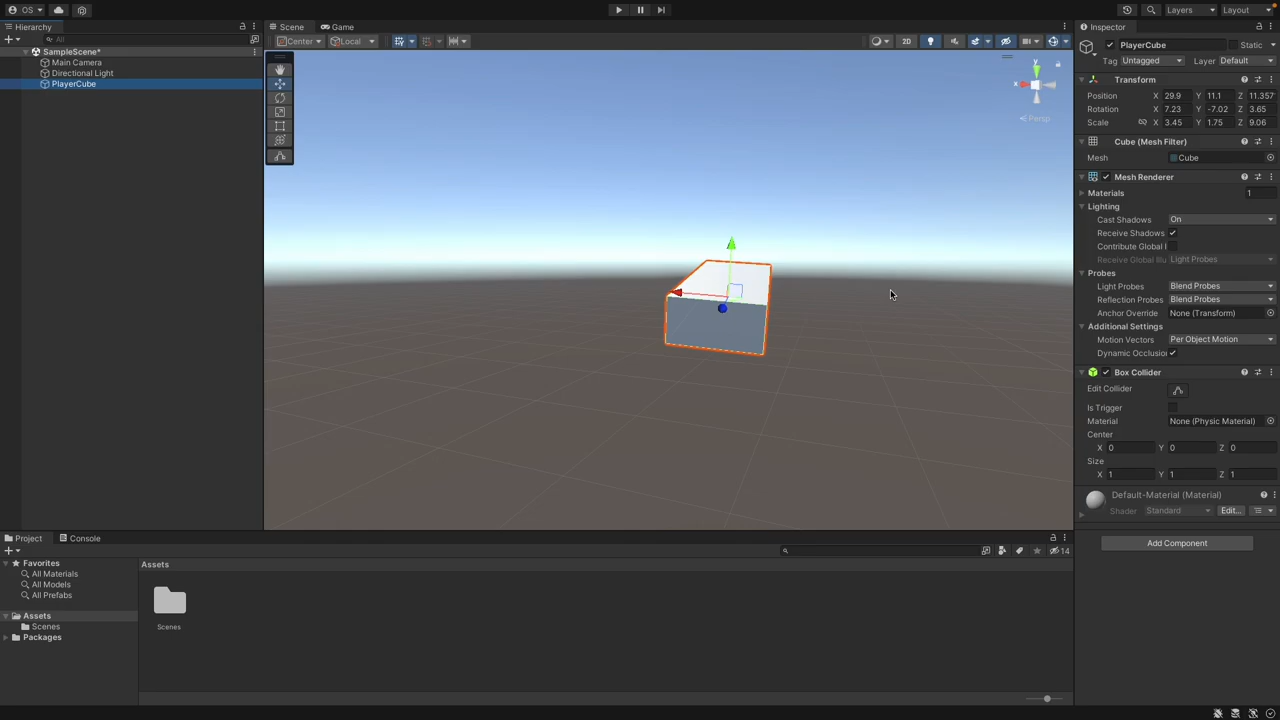 OS
Layers
Layout
Hierarchy
Scene
Game
Inspector
All
Center
Local
2D
PlayerCube
Static
SampleScene*
Tag Untagged Layer Default
Main Camera
Directional Light
PlayerCube
Transform
Position X 29.9 Y 11.1 Z 11.357
Rotation X 7.23 Y -7.02 Z 3.65
Scale X 3.45 Y 1.75 Z 9.06
y
x
Persp
Cube (Mesh Filter)
Mesh Cube
Mesh Renderer
Materials 1
Lighting
Cast Shadows On
Receive Shadows
Contribute Global I
Receive Global Illu Light Probes
Probes
Light Probes Blend Probes
Reflection Probes Blend Probes
Anchor Override None (Transform)
Additional Settings
Motion Vectors Per Object Motion
Dynamic Occlusio
Box Collider
Edit Collider
Is Trigger
Material None (Physic Material)
Center
X 0 Y 0 Z 0
Size
X 1 Y 1 Z 1
Default-Material (Material)
Shader Standard Edit...
Add Component
Project
Console
14
Favorites
All Materials
All Models
All Prefabs
Assets
Scenes
Packages
Assets
Scenes